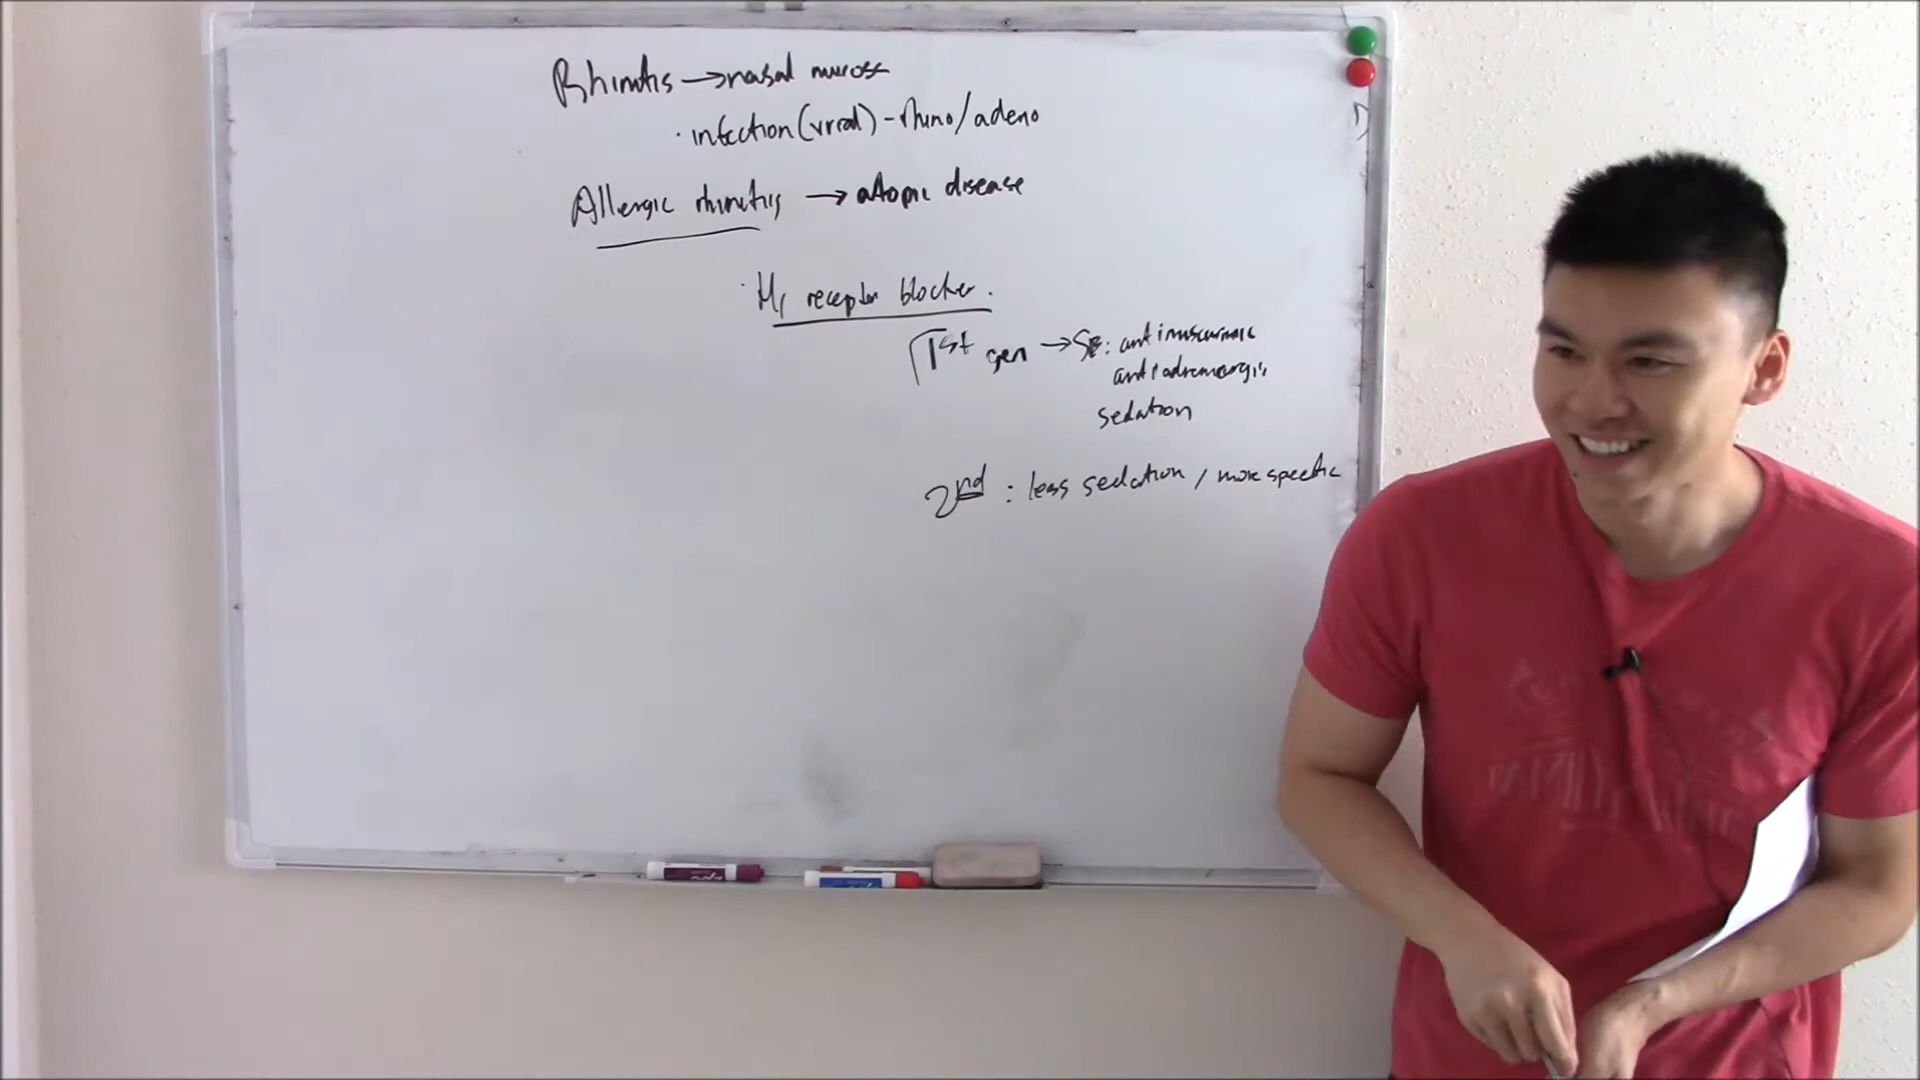 Rhinitis → nasal mucosa
· infection (viral) - rhino/adeno
Allergic rhinitis → atopic disease
· H1 receptor blocker.
1st gen → SE: antimuscarinic
antiadrenergic
sedation
2nd : less sedation / more specific